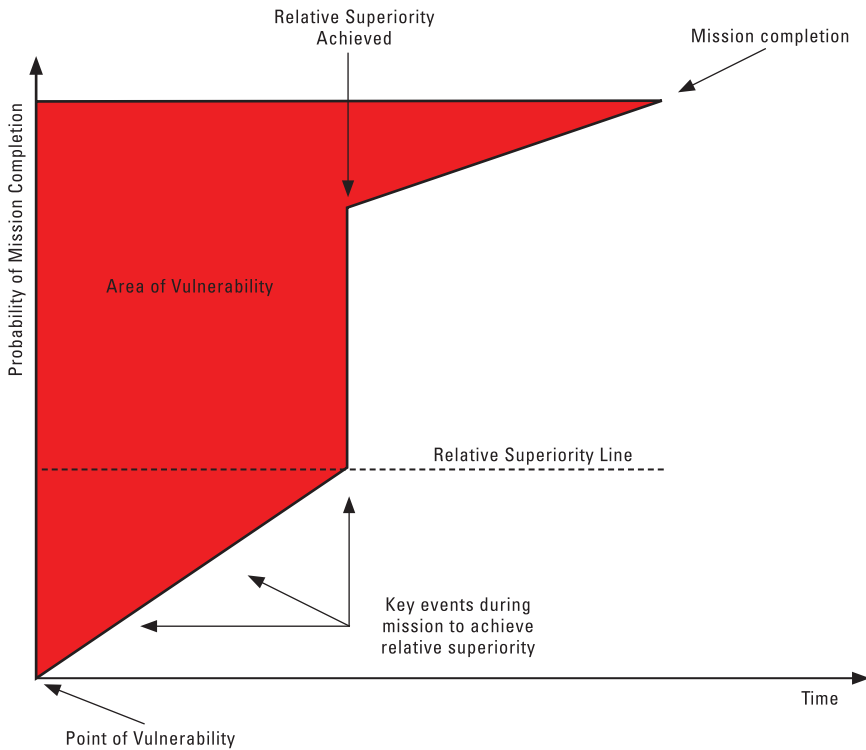 Relative Superiority
Achieved
Mission completion
Probability of Mission Completion
Area of Vulnerability
Relative Superiority Line
Key events during
mission to achieve
relative superiority
Time
Point of Vulnerability